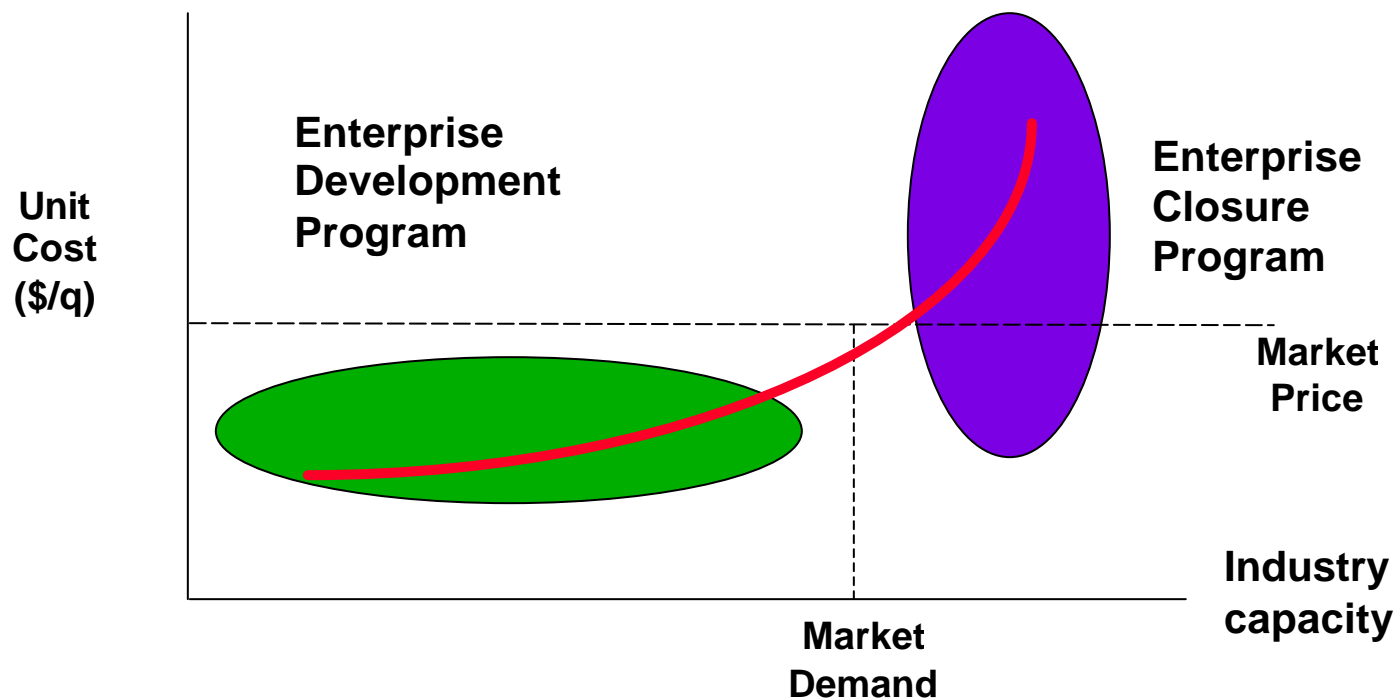 Enterprise
Development
Program
Unit
Cost
($/q)
Enterprise
Closure
Program
Market
Price
Industry
capacity
Market
Demand